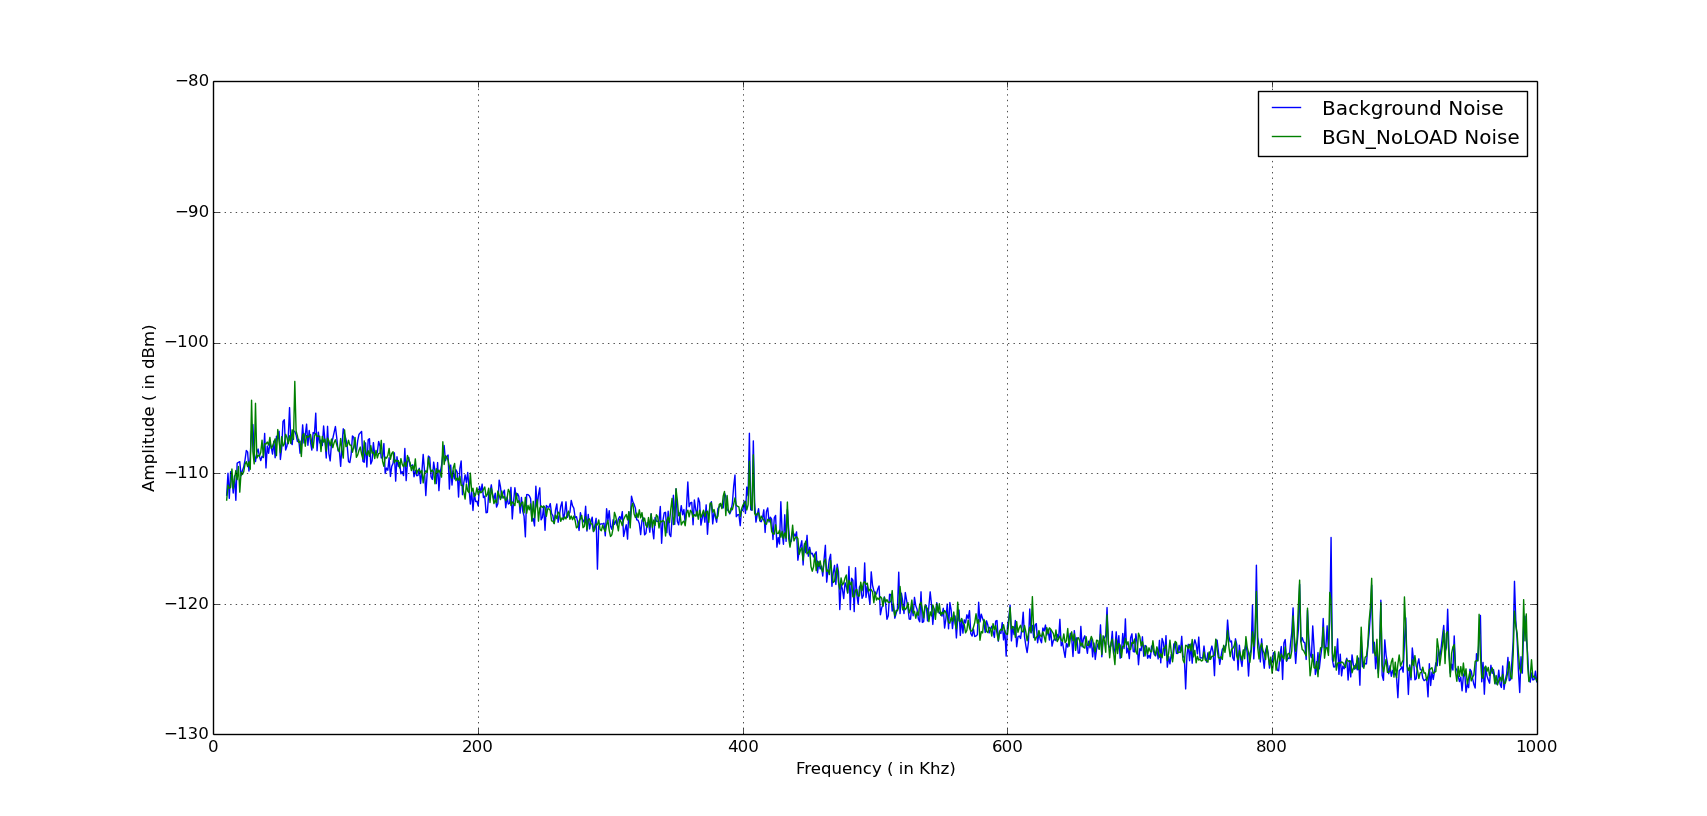 −80
−90
−100
−110
−120
−130
Amplitude ( in dBm)
Background Noise
BGN_NoLOAD Noise
0 200 400 600 800 1000
Frequency ( in Khz)